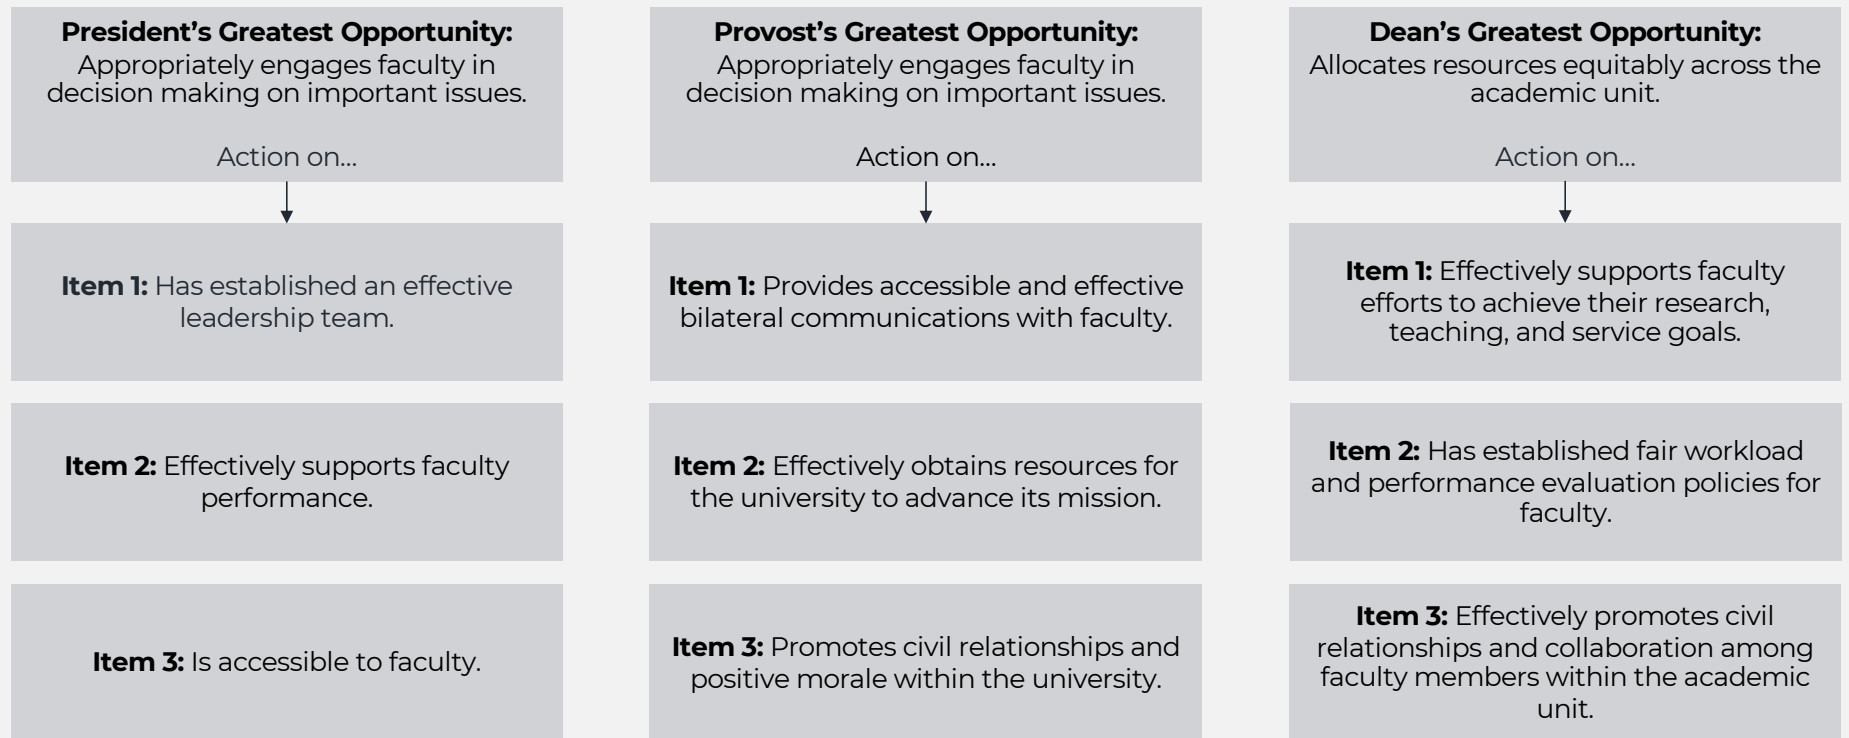 President’s Greatest Opportunity:
Appropriately engages faculty in
decision making on important issues.
Action on...
Item 1: Has established an effective
leadership team.
Item 2: Effectively supports faculty
performance.
Item 3: Is accessible to faculty.
Provost’s Greatest Opportunity:
Appropriately engages faculty in
decision making on important issues.
Action on...
Item 1: Provides accessible and effective
bilateral communications with faculty.
Item 2: Effectively obtains resources for
the university to advance its mission.
Item 3: Promotes civil relationships and
positive morale within the university.
Dean’s Greatest Opportunity:
Allocates resources equitably across the
academic unit.
Action on...
Item 1: Effectively supports faculty
efforts to achieve their research,
teaching, and service goals.
Item 2: Has established fair workload
and performance evaluation policies for
faculty.
Item 3: Effectively promotes civil
relationships and collaboration among
faculty members within the academic
unit.